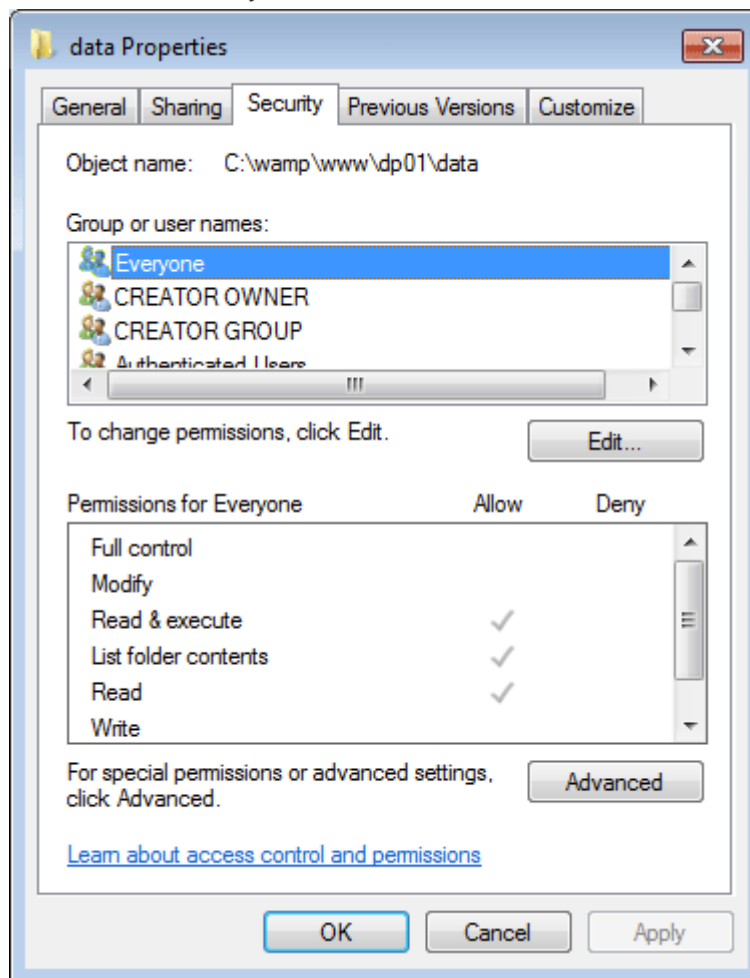 data Properties
General Sharing Security Previous Versions Customize
Object name: C:\wamp\www\dp01\data
Group or user names:
Everyone
CREATOR OWNER
CREATOR GROUP
Authenticated Users
To change permissions, click Edit.
Edit...
Permissions for Everyone Allow Deny
Full control
Modify
Read & execute
List folder contents
Read
Write
For special permissions or advanced settings,
click Advanced.
Advanced
Learn about access control and permissions
OK Cancel Apply